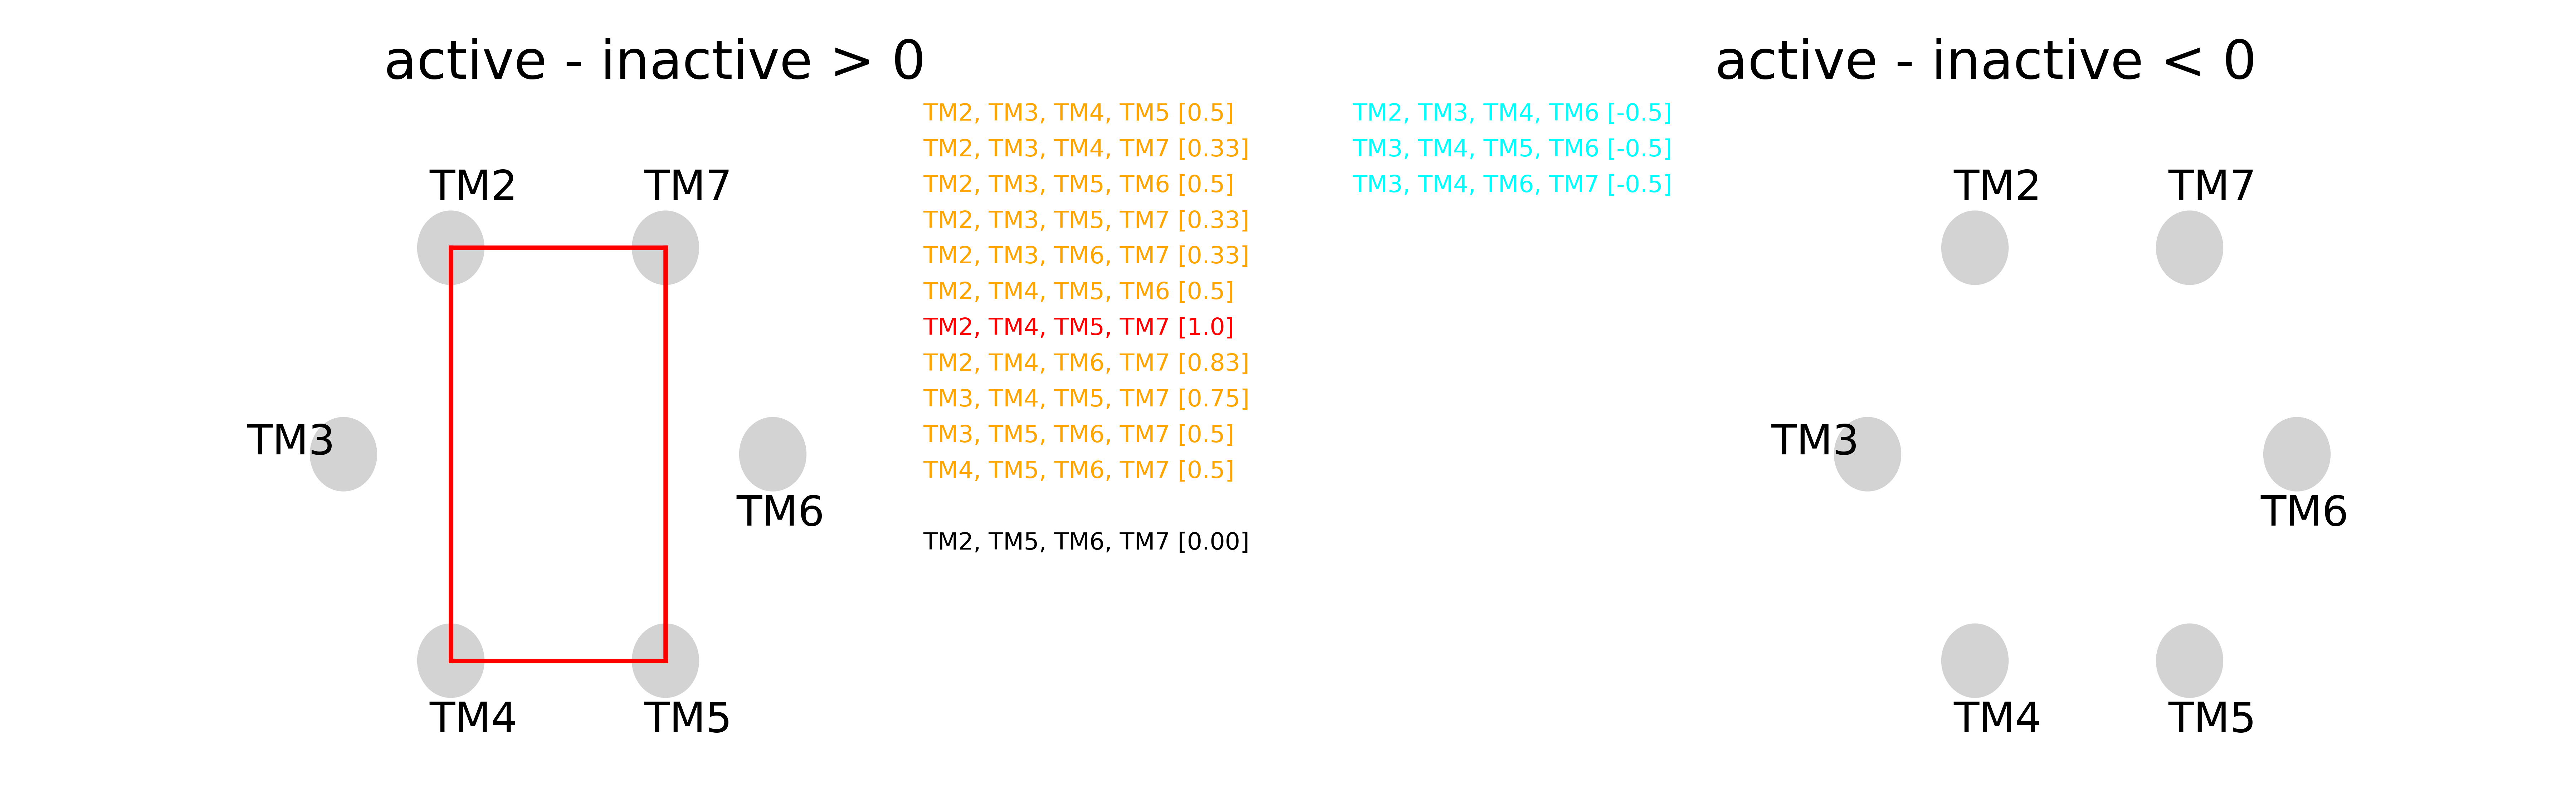 active - inactive > 0
TM2
TM7
TM3
TM6
TM4
TM5
TM2, TM3, TM4, TM5 [0.5]
TM2, TM3, TM4, TM7 [0.33]
TM2, TM3, TM5, TM6 [0.5]
TM2, TM3, TM5, TM7 [0.33]
TM2, TM3, TM6, TM7 [0.33]
TM2, TM4, TM5, TM6 [0.5]
TM2, TM4, TM5, TM7 [1.0]
TM2, TM4, TM6, TM7 [0.83]
TM3, TM4, TM5, TM7 [0.75]
TM3, TM5, TM6, TM7 [0.5]
TM4, TM5, TM6, TM7 [0.5]
TM2, TM5, TM6, TM7 [0.00]
TM2, TM3, TM4, TM6 [-0.5]
TM3, TM4, TM5, TM6 [-0.5]
TM3, TM4, TM6, TM7 [-0.5]
active - inactive < 0
TM2
TM7
TM3
TM6
TM4
TM5